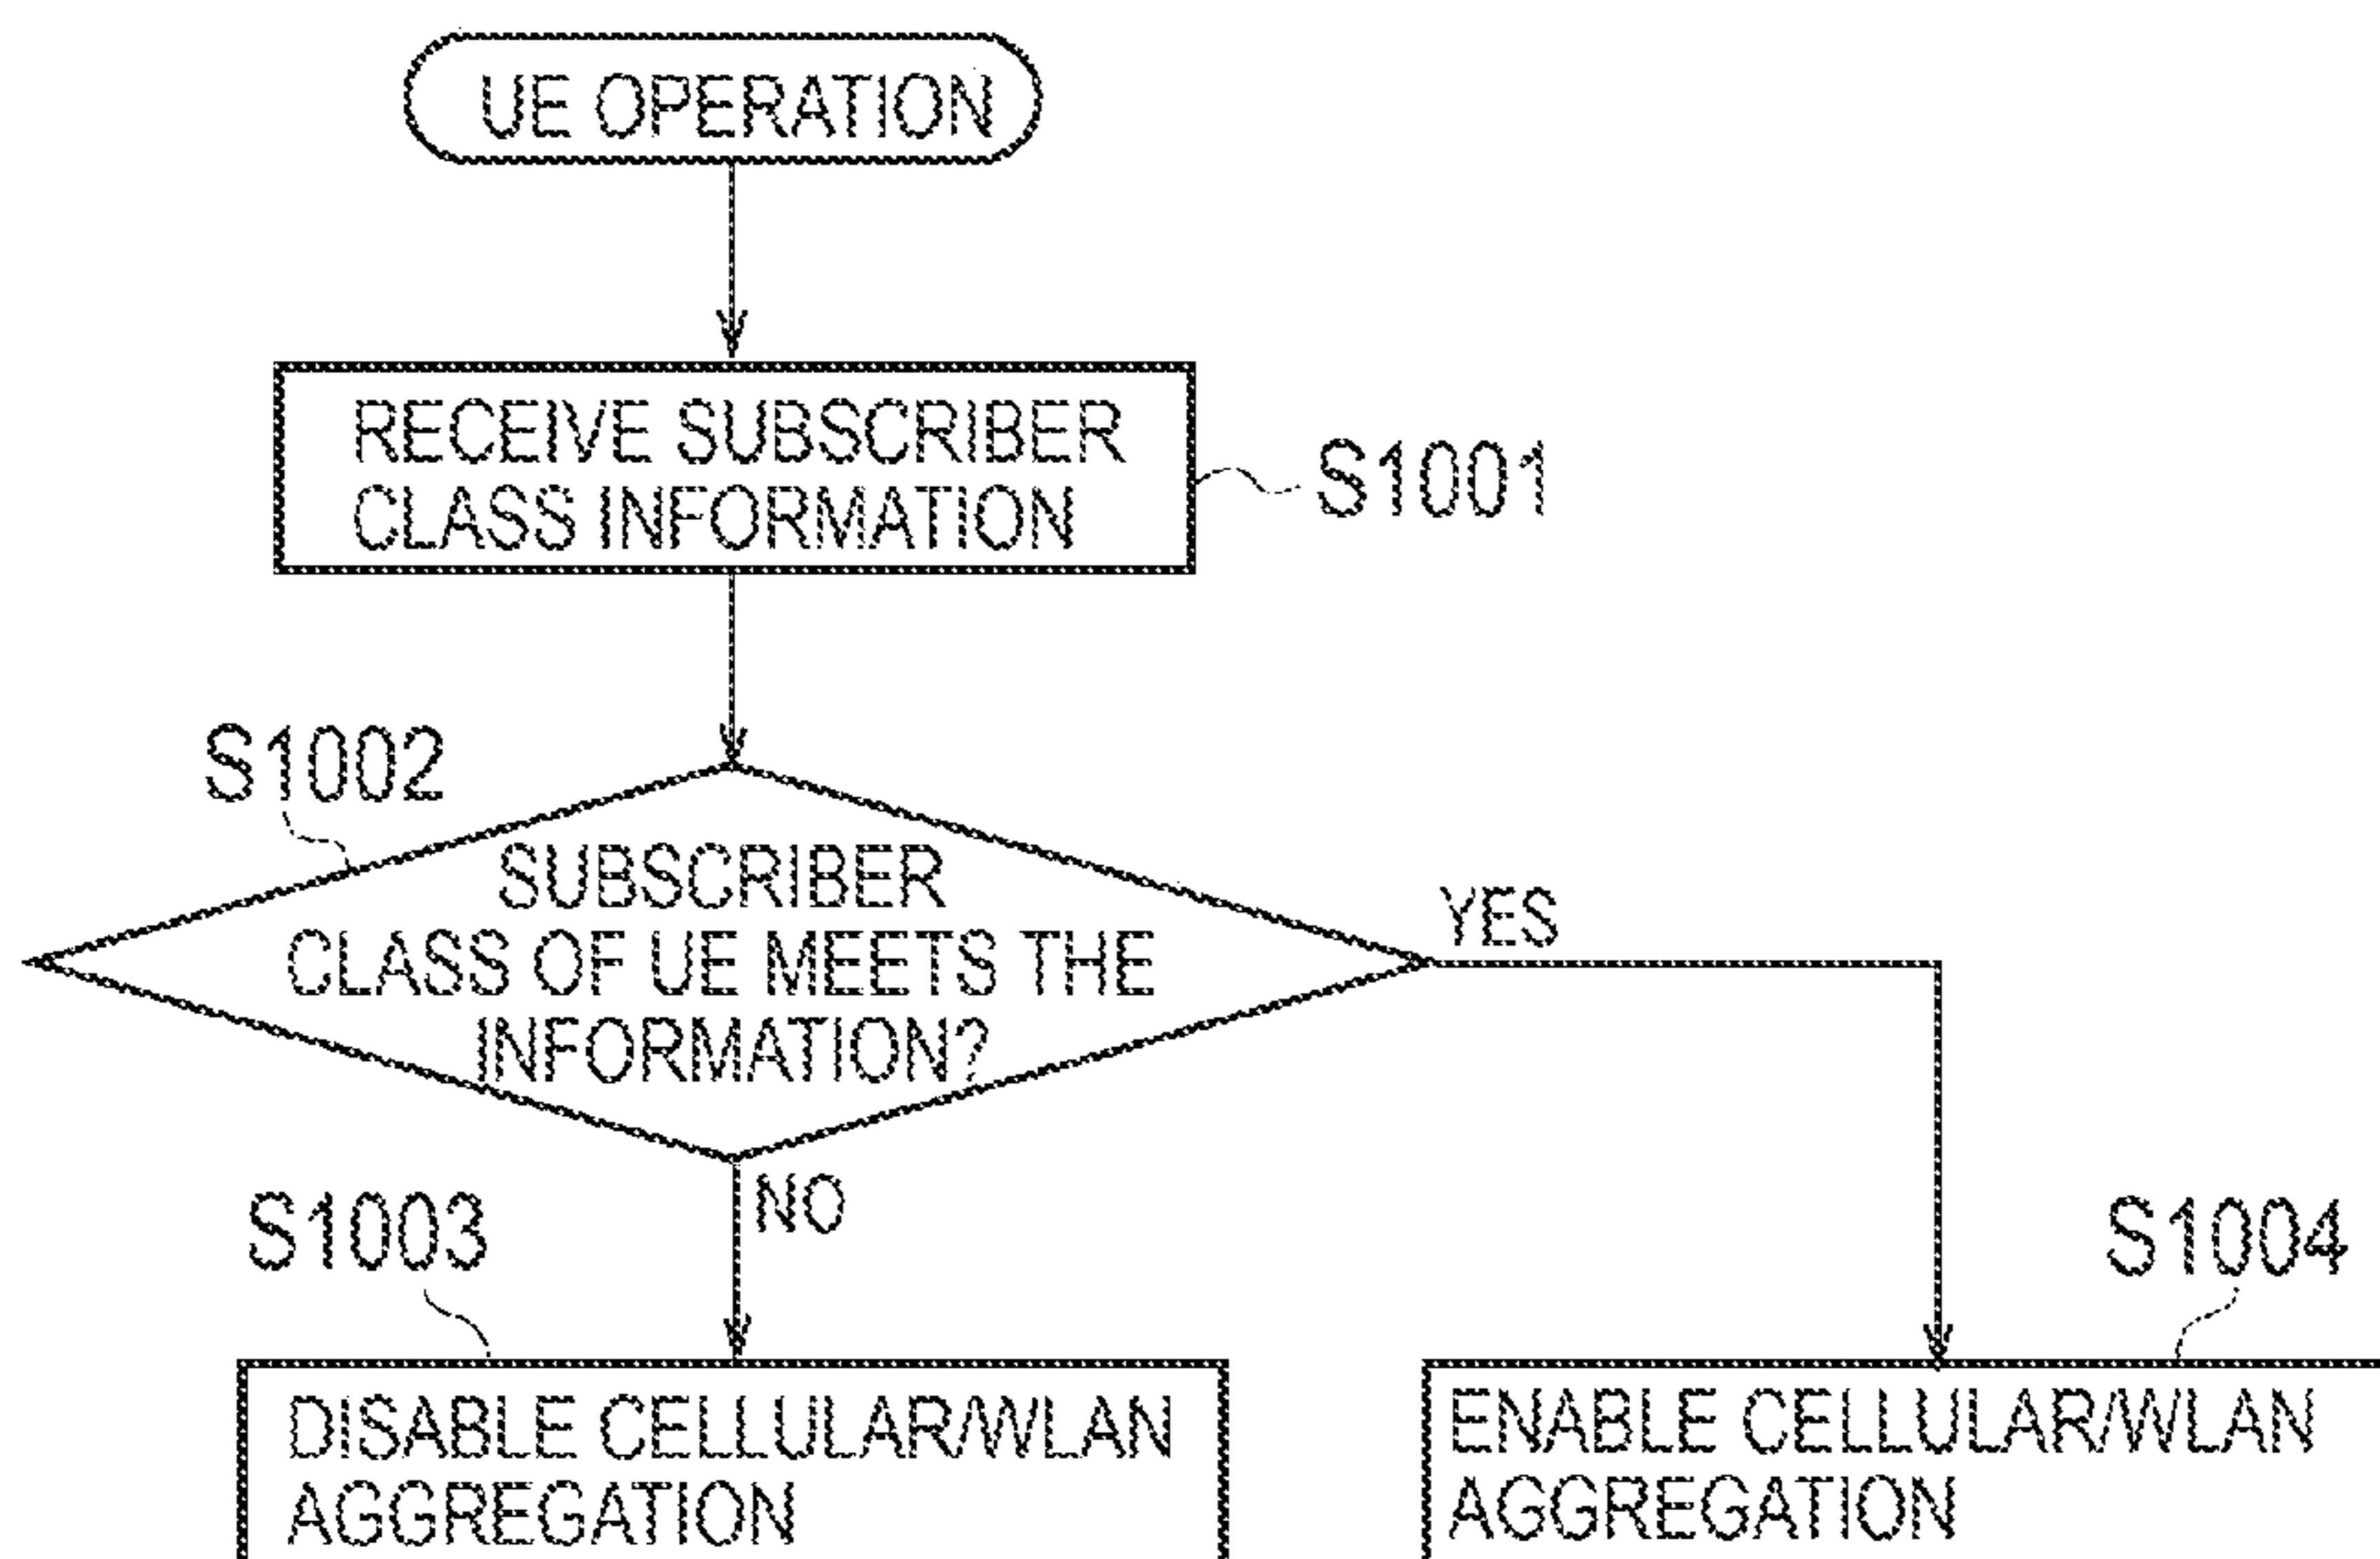 UE OPERATION
RECEIVE SUBSCRIBER
CLASS INFORMATION
S1001
S1002
SUBSCRIBER
CLASS OF UE MEETS THE
INFORMATION?
YES
NO
S1003
S1004
DISABLE CELLULAR/WLAN
AGGREGATION
ENABLE CELLULAR/WLAN
AGGREGATION